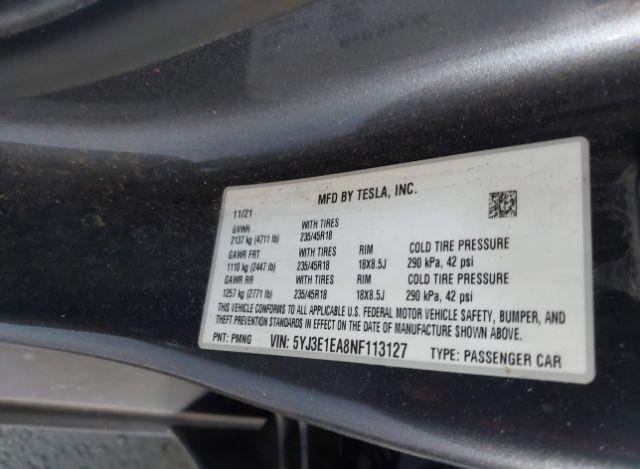 MFD BY TESLA, INC.
11/21
GVWR WITH TIRES
2137 kg (4711 lb) 235/45R18
GAWR FRT WITH TIRES RIM COLD TIRE PRESSURE
1110 kg (2447 lb) 235/45R18 18X8.5J 290 kPa, 42 psi
GAWR RR WITH TIRES RIM COLD TIRE PRESSURE
1257 kg (2771 lb) 235/45R18 18X8.5J 290 kPa, 42 psi
THIS VEHICLE CONFORMS TO ALL APPLICABLE U.S. FEDERAL MOTOR VEHICLE SAFETY, BUMPER, AND
THEFT PREVENTION STANDARDS IN EFFECT ON THE DATE OF MANUFACTURE SHOWN ABOVE.
PNT: PMNG VIN: 5YJ3E1EA8NF113127 TYPE: PASSENGER CAR